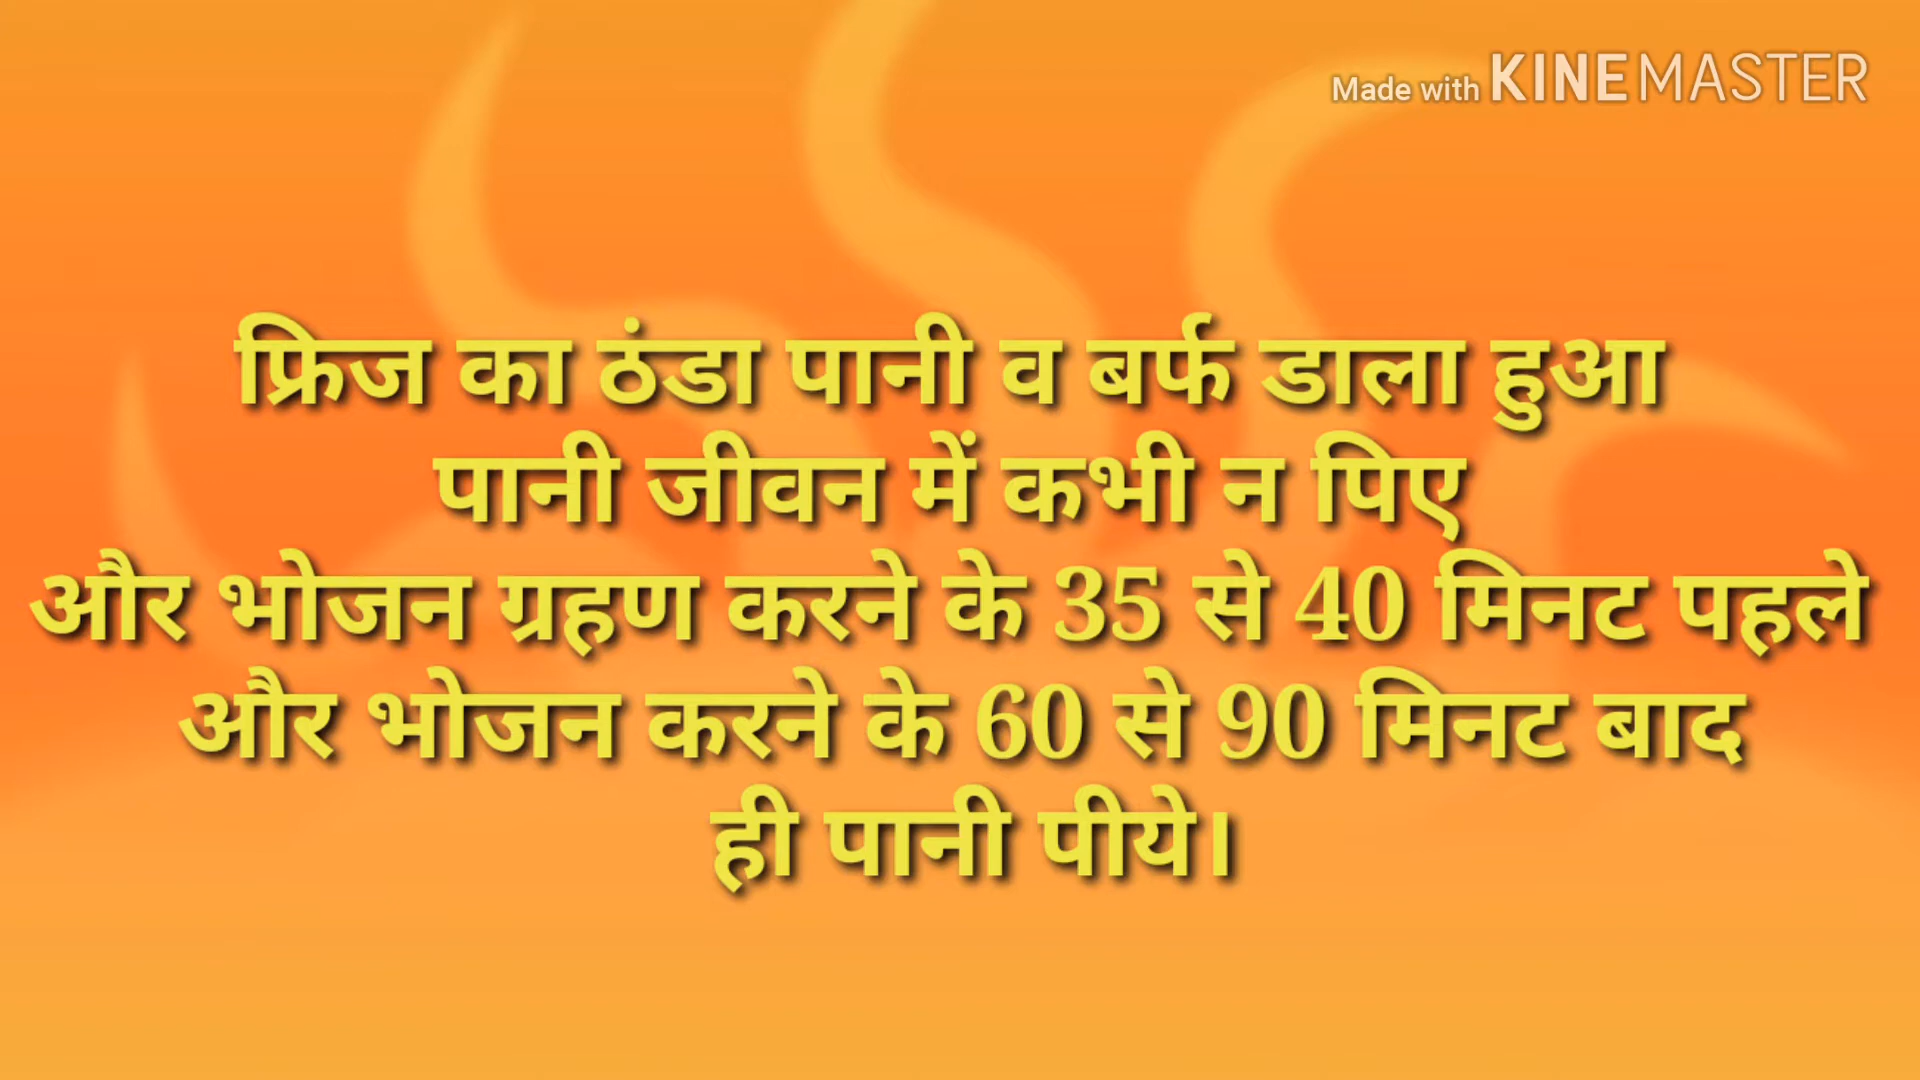 Made with KINEMASTER
फ्रिज का ठंडा पानी व बर्फ डाला हुआ
पानी जीवन में कभी न पिए
और भोजन ग्रहण करने के 35 से 40 मिनट पहले
और भोजन करने के 60 से 90 मिनट बाद
ही पानी पीये।